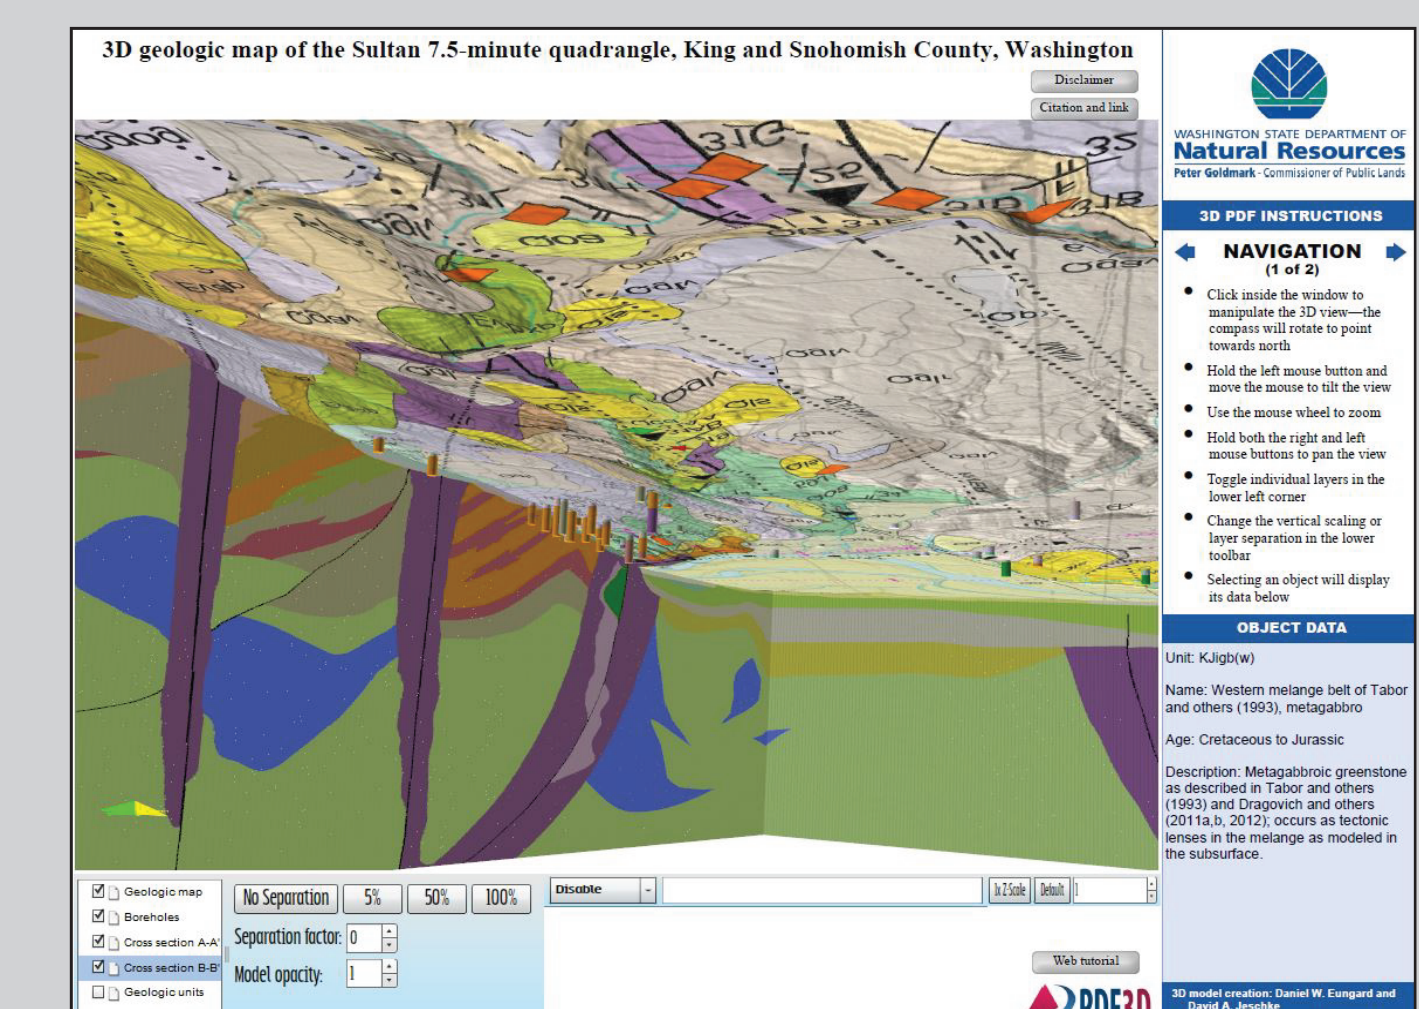 3D geologic map of the Sultan 7.5-minute quadrangle, King and Snohomish County, Washington
Disclaimer
Citation and link
WASHINGTON STATE DEPARTMENT OF
Natural Resources
Peter Goldmark - Commissioner of Public Lands
3D PDF INSTRUCTIONS
NAVIGATION
(1 of 2)
• Click inside the window to
manipulate the 3D view—the
compass will rotate to point
towards north
• Hold the left mouse button and
move the mouse to tilt the view
• Use the mouse wheel to zoom
• Hold both the right and left
mouse buttons to pan the view
• Toggle individual layers in the
lower left corner
• Change the vertical scaling or
layer separation in the lower
toolbar
• Selecting an object will display
its data below
OBJECT DATA
Unit: KJigb(w)
Name: Western melange belt of Tabor
and others (1993), metagabbro
Age: Cretaceous to Jurassic
Description: Metagabbroic greenstone
as described in Tabor and others
(1993) and Dragovich and others
(2011a,b, 2012); occurs as tectonic
lenses in the melange as modeled in
the subsurface.
Geologic map
Boreholes
Cross section A-A'
Cross section B-B'
Geologic units
No Separation 5% 50% 100%
Separation factor: 0
Model opacity: 1
Disable
1x Z-Scale Default 1
Web tutorial
PDF3D
3D model creation: Daniel W. Eungard and
David A. Jeschke